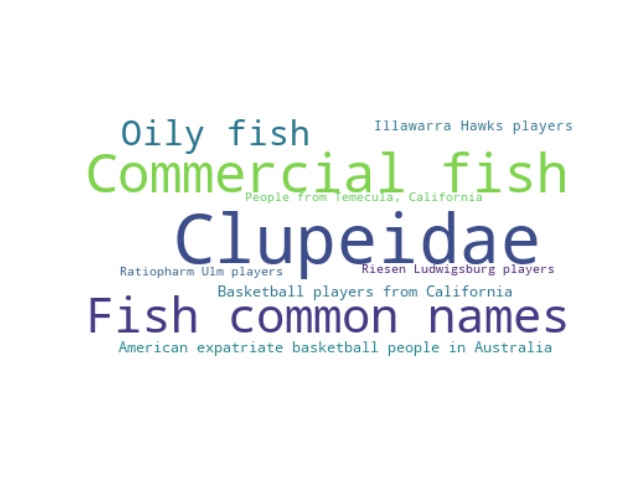 Oily fish
Illawarra Hawks players
Commercial fish
People from Temecula, California
Clupeidae
Ratiopharm Ulm players
Riesen Ludwigsburg players
Basketball players from California
Fish common names
American expatriate basketball people in Australia